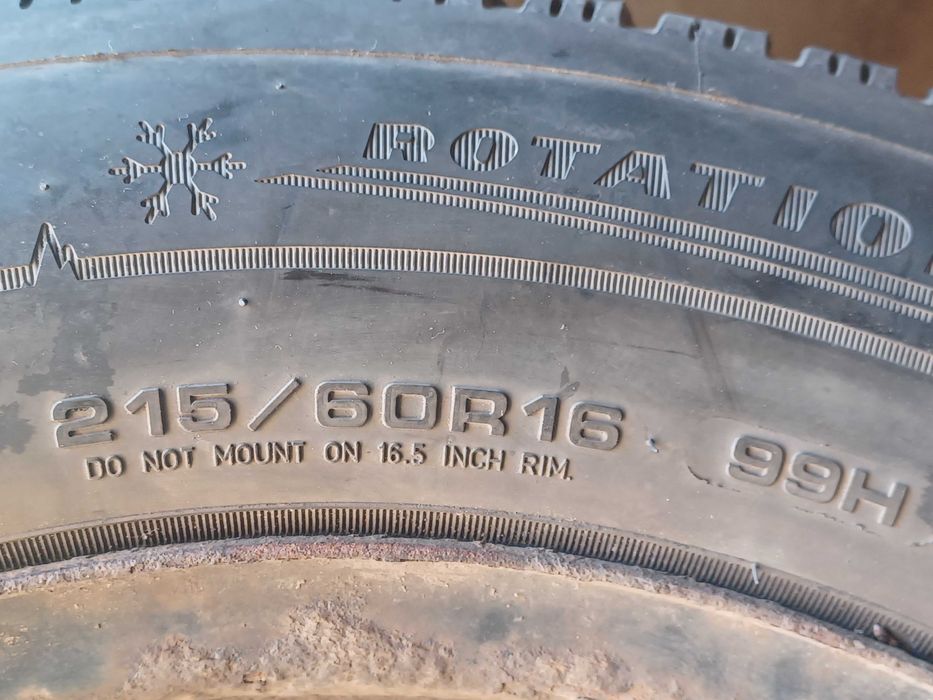 ROTATIO
215/60R16 99H
DO NOT MOUNT ON 16.5 INCH RIM.